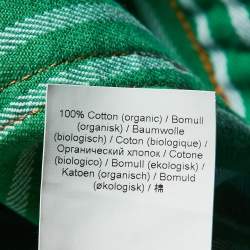 100% Cotton (organic) / Bomull
(organisk) / Baumwolle
(biologisch) / Coton (biologique) /
Органический хлопок / Cotone
(biologico) / Bomull (ekologisk) /
Katoen (organisch) / Bomuld
(økologisk) / 棉